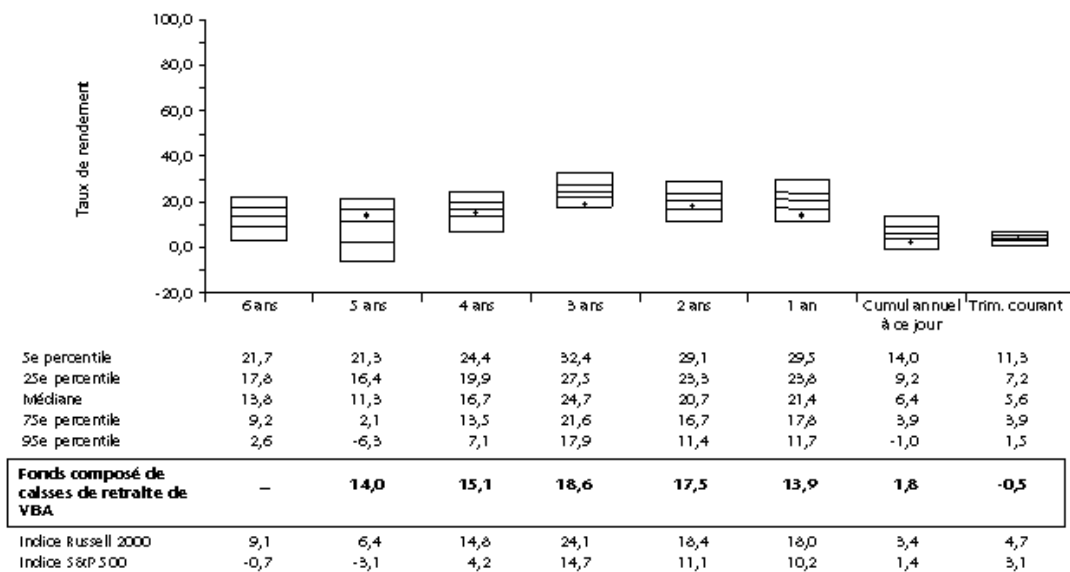 100,0
80,0
60,0
40,0
20,0
0,0
-20,0
Taux de rendement
6 ans 5 ans 4 ans 3 ans 2 ans 1 an Cumul annuel à ce jour Trim. courant
5e percentile 21,7 21,3 24,4 32,4 29,1 29,5 14,0 11,3
25e percentile 17,8 16,4 19,9 27,5 23,3 23,8 9,2 7,2
Médiane 13,8 11,3 16,7 24,7 20,7 21,4 6,4 5,6
75e percentile 9,2 2,1 13,5 21,6 16,7 17,8 3,9 3,9
95e percentile 2,6 -6,3 7,1 17,9 11,4 11,7 -1,0 1,5
Fonds composé de
caisses de retraite de – 14,0 15,1 18,6 17,5 13,9 1,8 -0,5
VBA
Indice Russell 2000 9,1 6,4 14,8 24,1 18,4 18,0 3,4 4,7
Indice S&P 500 -0,7 -3,1 4,2 14,7 11,1 10,2 1,4 3,1